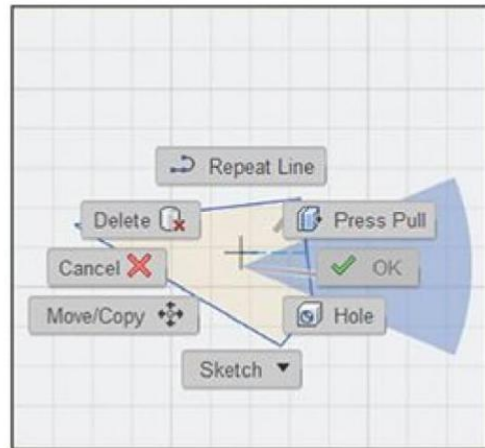 Repeat Line
Delete
Press Pull
Cancel
OK
Move/Copy
Hole
Sketch